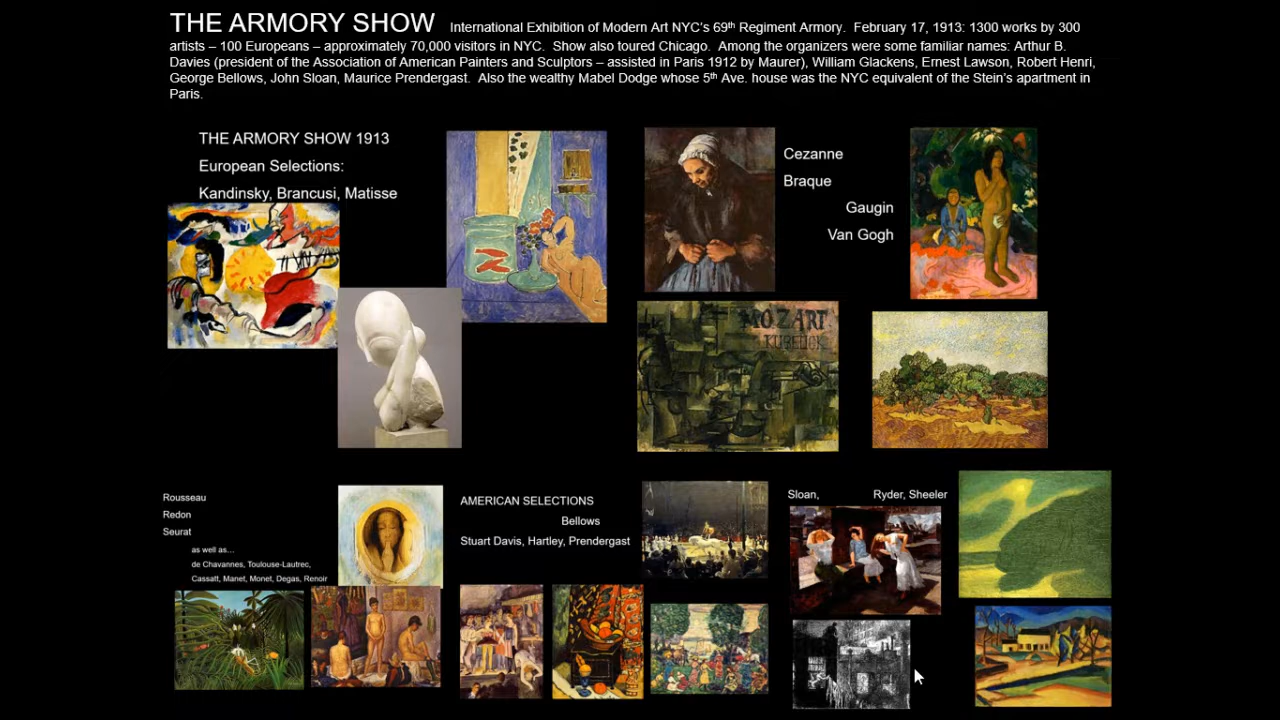 THE ARMORY SHOW International Exhibition of Modern Art NYC's 69th Regiment Armory. February 17, 1913: 1300 works by 300
artists – 100 Europeans – approximately 70,000 visitors in NYC. Show also toured Chicago. Among the organizers were some familiar names: Arthur B.
Davies (president of the Association of American Painters and Sculptors – assisted in Paris 1912 by Maurer), William Glackens, Ernest Lawson, Robert Henri,
George Bellows, John Sloan, Maurice Prendergast. Also the wealthy Mabel Dodge whose 5th Ave. house was the NYC equivalent of the Stein's apartment in
Paris.
THE ARMORY SHOW 1913
European Selections:
Kandinsky, Brancusi, Matisse
Cezanne
Braque
Gaugin
Van Gogh
MOZART
KUBELICK
Rousseau
Redon
Seurat
as well as…
de Chavannes, Toulouse-Lautrec,
Cassatt, Manet, Monet, Degas, Renoir
AMERICAN SELECTIONS
Bellows
Stuart Davis, Hartley, Prendergast
Sloan, Ryder, Sheeler